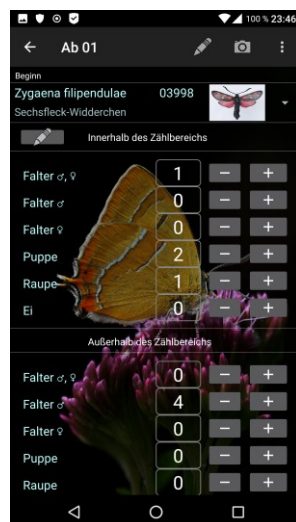 100 % 23:46
Ab 01
Beginn
Zygaena filipendulae 03998
Sechsfleck-Widderchen
Innerhalb des Zählbereichs
Falter ♂, ♀ 1 − +
Falter ♂ 0 − +
Falter ♀ 0 − +
Puppe 2 − +
Raupe 1 − +
Ei 0 − +
Außerhalb des Zählbereichs
Falter ♂, ♀ 0 − +
Falter ♂ 4 − +
Falter ♀ 0 − +
Puppe 0 − +
Raupe 0 − +